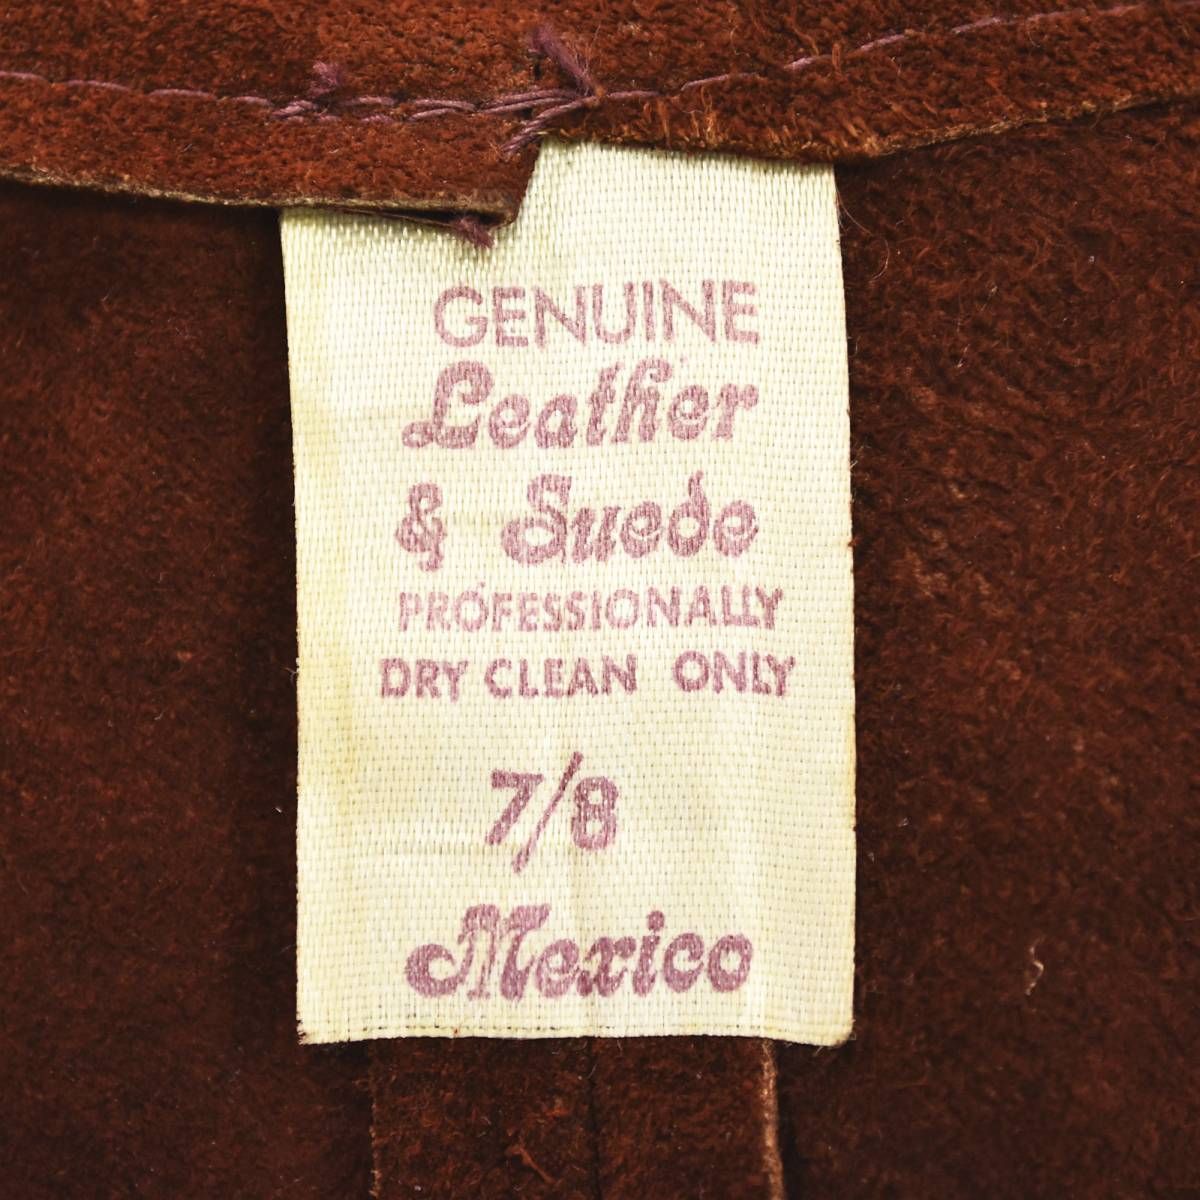 GENUINE
Leather
& Suede
PROFESSIONALLY
DRY CLEAN ONLY
7/8
Mexico